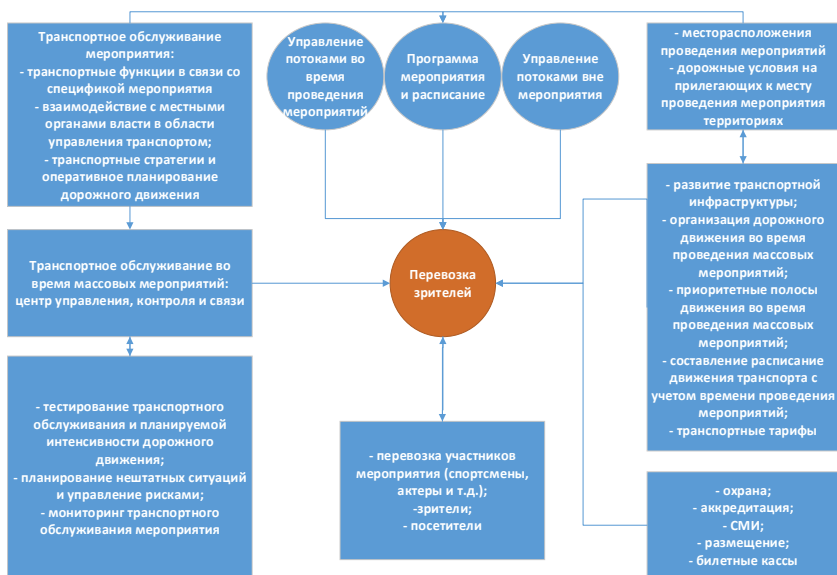 Транспортное обслуживание
мероприятия:
- транспортные функции в связи со
спецификой мероприятия
- взаимодействие с местными
органами власти в области
управления транспортом;
- транспортные стратегии и
оперативное планирование
дорожного движения
Управление
потоками во
время
проведения
мероприятий
Программа
мероприятия
и расписание
Управление
потоками вне
мероприятия
- месторасположения
проведения мероприятий
- дорожные условия на
прилегающих к месту
проведения мероприятия
территориях
Транспортное обслуживание во
время массовых мероприятий:
центр управления, контроля и связи
Перевозка
зрителей
- развитие транспортной
инфраструктуры;
- организация дорожного
движения во время
проведения массовых
мероприятий;
- приоритетные полосы
движения во время
проведения массовых
мероприятий;
- составление расписание
движения транспорта с
учетом времени проведения
мероприятий;
- транспортные тарифы
- тестирование транспортного
обслуживания и планируемой
интенсивности дорожного
движения;
- планирование нештатных ситуаций
и управление рисками;
- мониторинг транспортного
обслуживания мероприятия
- перевозка участников
мероприятия (спортсмены,
актеры и т.д.);
-зрители;
- посетители
- охрана;
- аккредитация;
- СМИ;
- размещение;
- билетные кассы